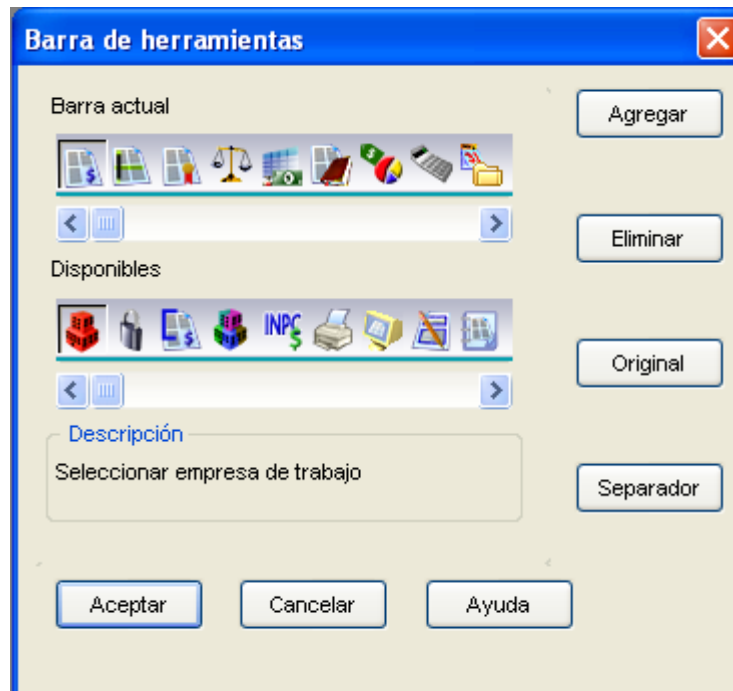 Barra de herramientas
Barra actual
Agregar
Eliminar
Disponibles
INPC
Original
Descripción
Seleccionar empresa de trabajo
Separador
Aceptar
Cancelar
Ayuda